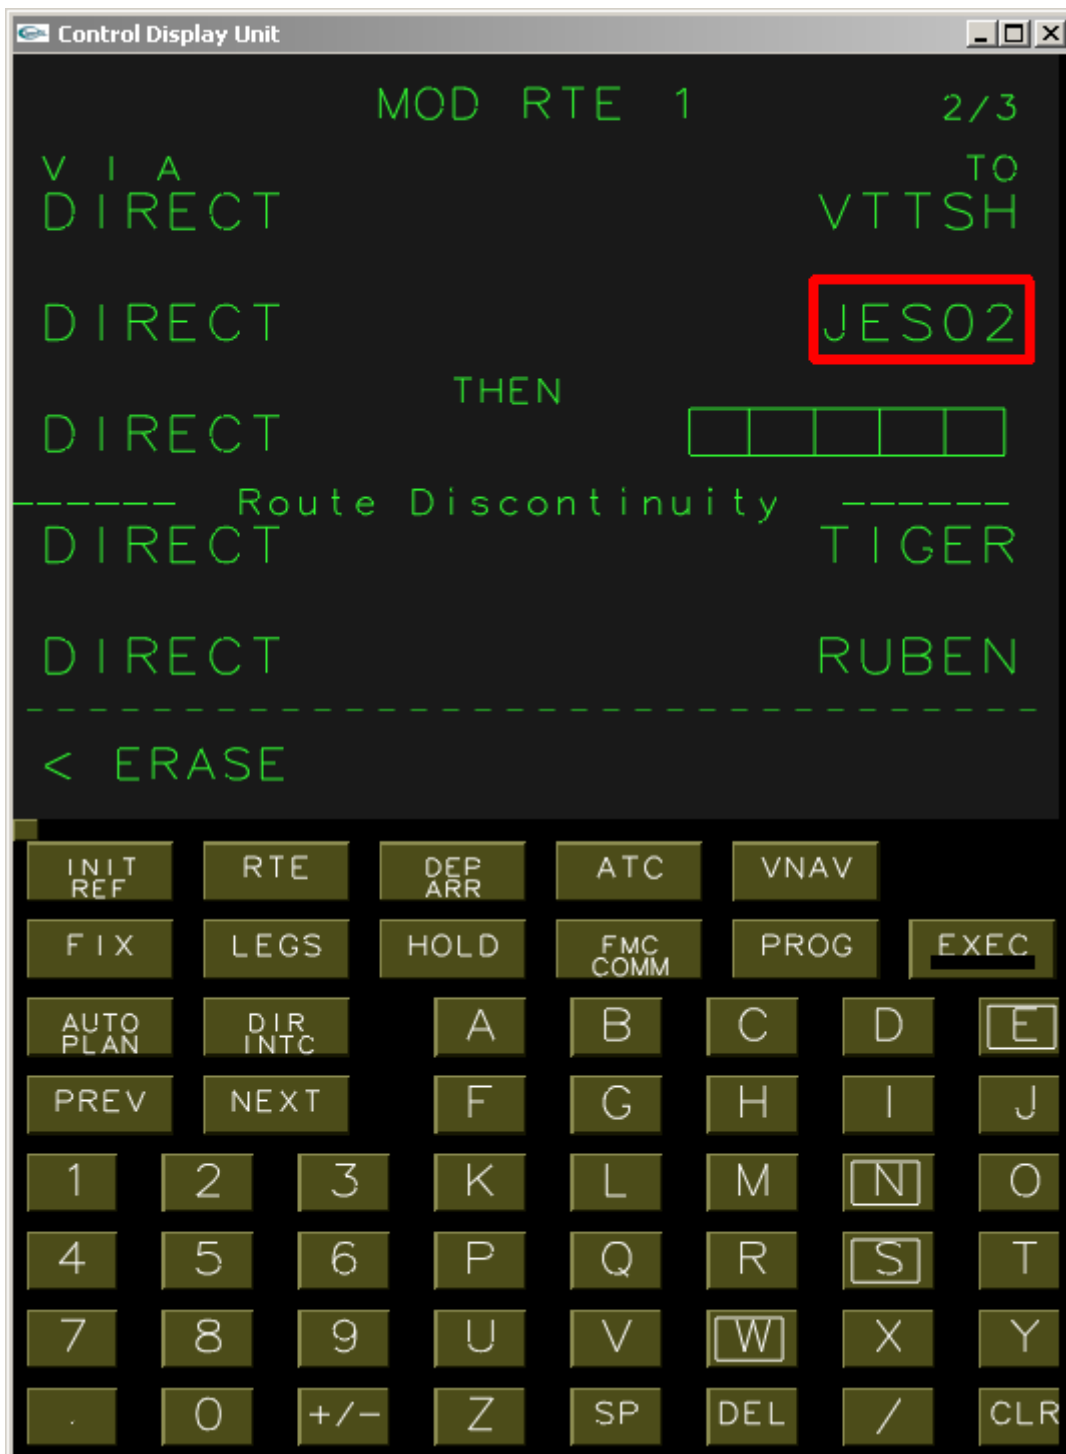 Control Display Unit
MOD RTE 1 2/3
VIA TO
DIRECT VTTSH
DIRECT JES02
THEN
DIRECT
------ Route Discontinuity ------
DIRECT TIGER
DIRECT RUBEN
< ERASE
INIT REF RTE DEP ARR ATC VNAV
FIX LEGS HOLD FMC COMM PROG EXEC
AUTO PLAN DIR INTC A B C D E
PREV NEXT F G H I J
1 2 3 K L M N O
4 5 6 P Q R S T
7 8 9 U V W X Y
. 0 +/- Z SP DEL / CLR